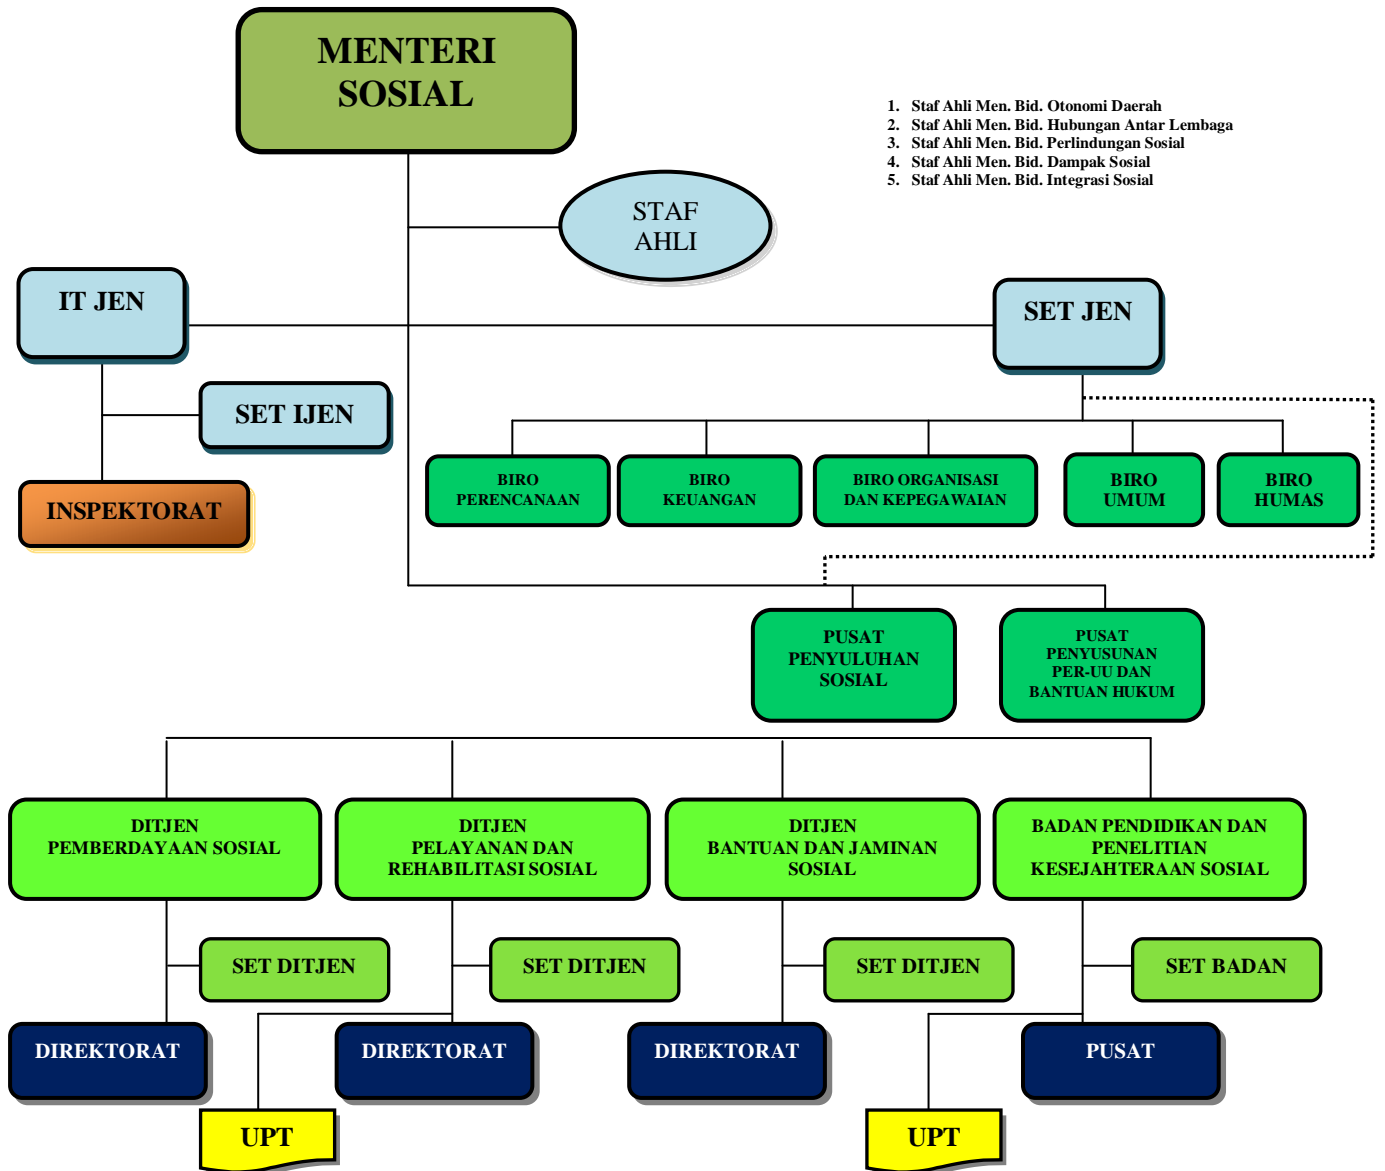 MENTERI
SOSIAL
1. Staf Ahli Men. Bid. Otonomi Daerah
2. Staf Ahli Men. Bid. Hubungan Antar Lembaga
3. Staf Ahli Men. Bid. Perlindungan Sosial
4. Staf Ahli Men. Bid. Dampak Sosial
5. Staf Ahli Men. Bid. Integrasi Sosial
STAF
AHLI
IT JEN
SET JEN
SET IJEN
INSPEKTORAT
BIRO
PERENCANAAN
BIRO
KEUANGAN
BIRO ORGANISASI
DAN KEPEGAWAIAN
BIRO
UMUM
BIRO
HUMAS
PUSAT
PENYULUHAN
SOSIAL
PUSAT
PENYUSUNAN
PER-UU DAN
BANTUAN HUKUM
DITJEN
PEMBERDAYAAN SOSIAL
DITJEN
PELAYANAN DAN
REHABILITASI SOSIAL
DITJEN
BANTUAN DAN JAMINAN
SOSIAL
BADAN PENDIDIKAN DAN
PENELITIAN
KESEJAHTERAAN SOSIAL
SET DITJEN
SET DITJEN
SET DITJEN
SET BADAN
DIREKTORAT
DIREKTORAT
DIREKTORAT
PUSAT
UPT
UPT